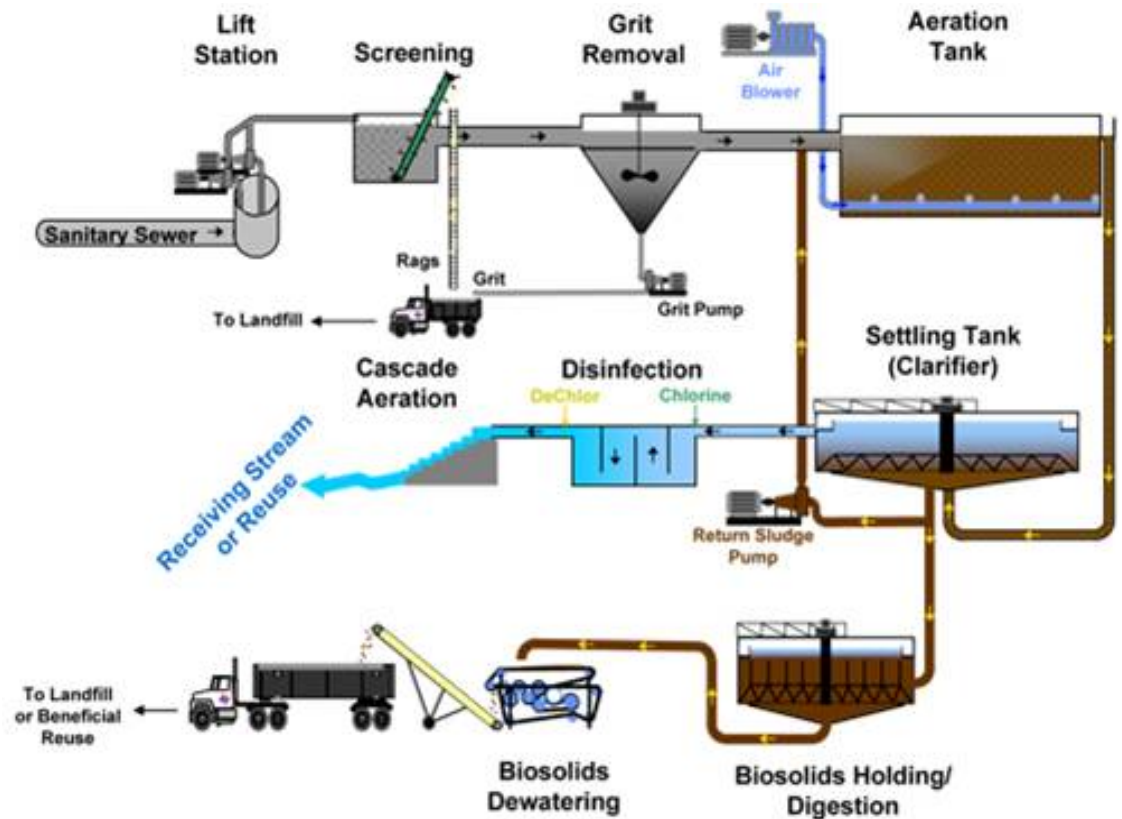 Lift
Station
Screening
Grit
Removal
Aeration
Tank
Air
Blower
Sanitary Sewer
Rags
Grit
Grit Pump
To Landfill
Settling Tank
(Clarifier)
Cascade
Aeration
Disinfection
DeChlor
Chlorine
Receiving Stream
or Reuse
Return Sludge
Pump
To Landfill
or Beneficial
Reuse
Biosolids
Dewatering
Biosolids Holding/
Digestion